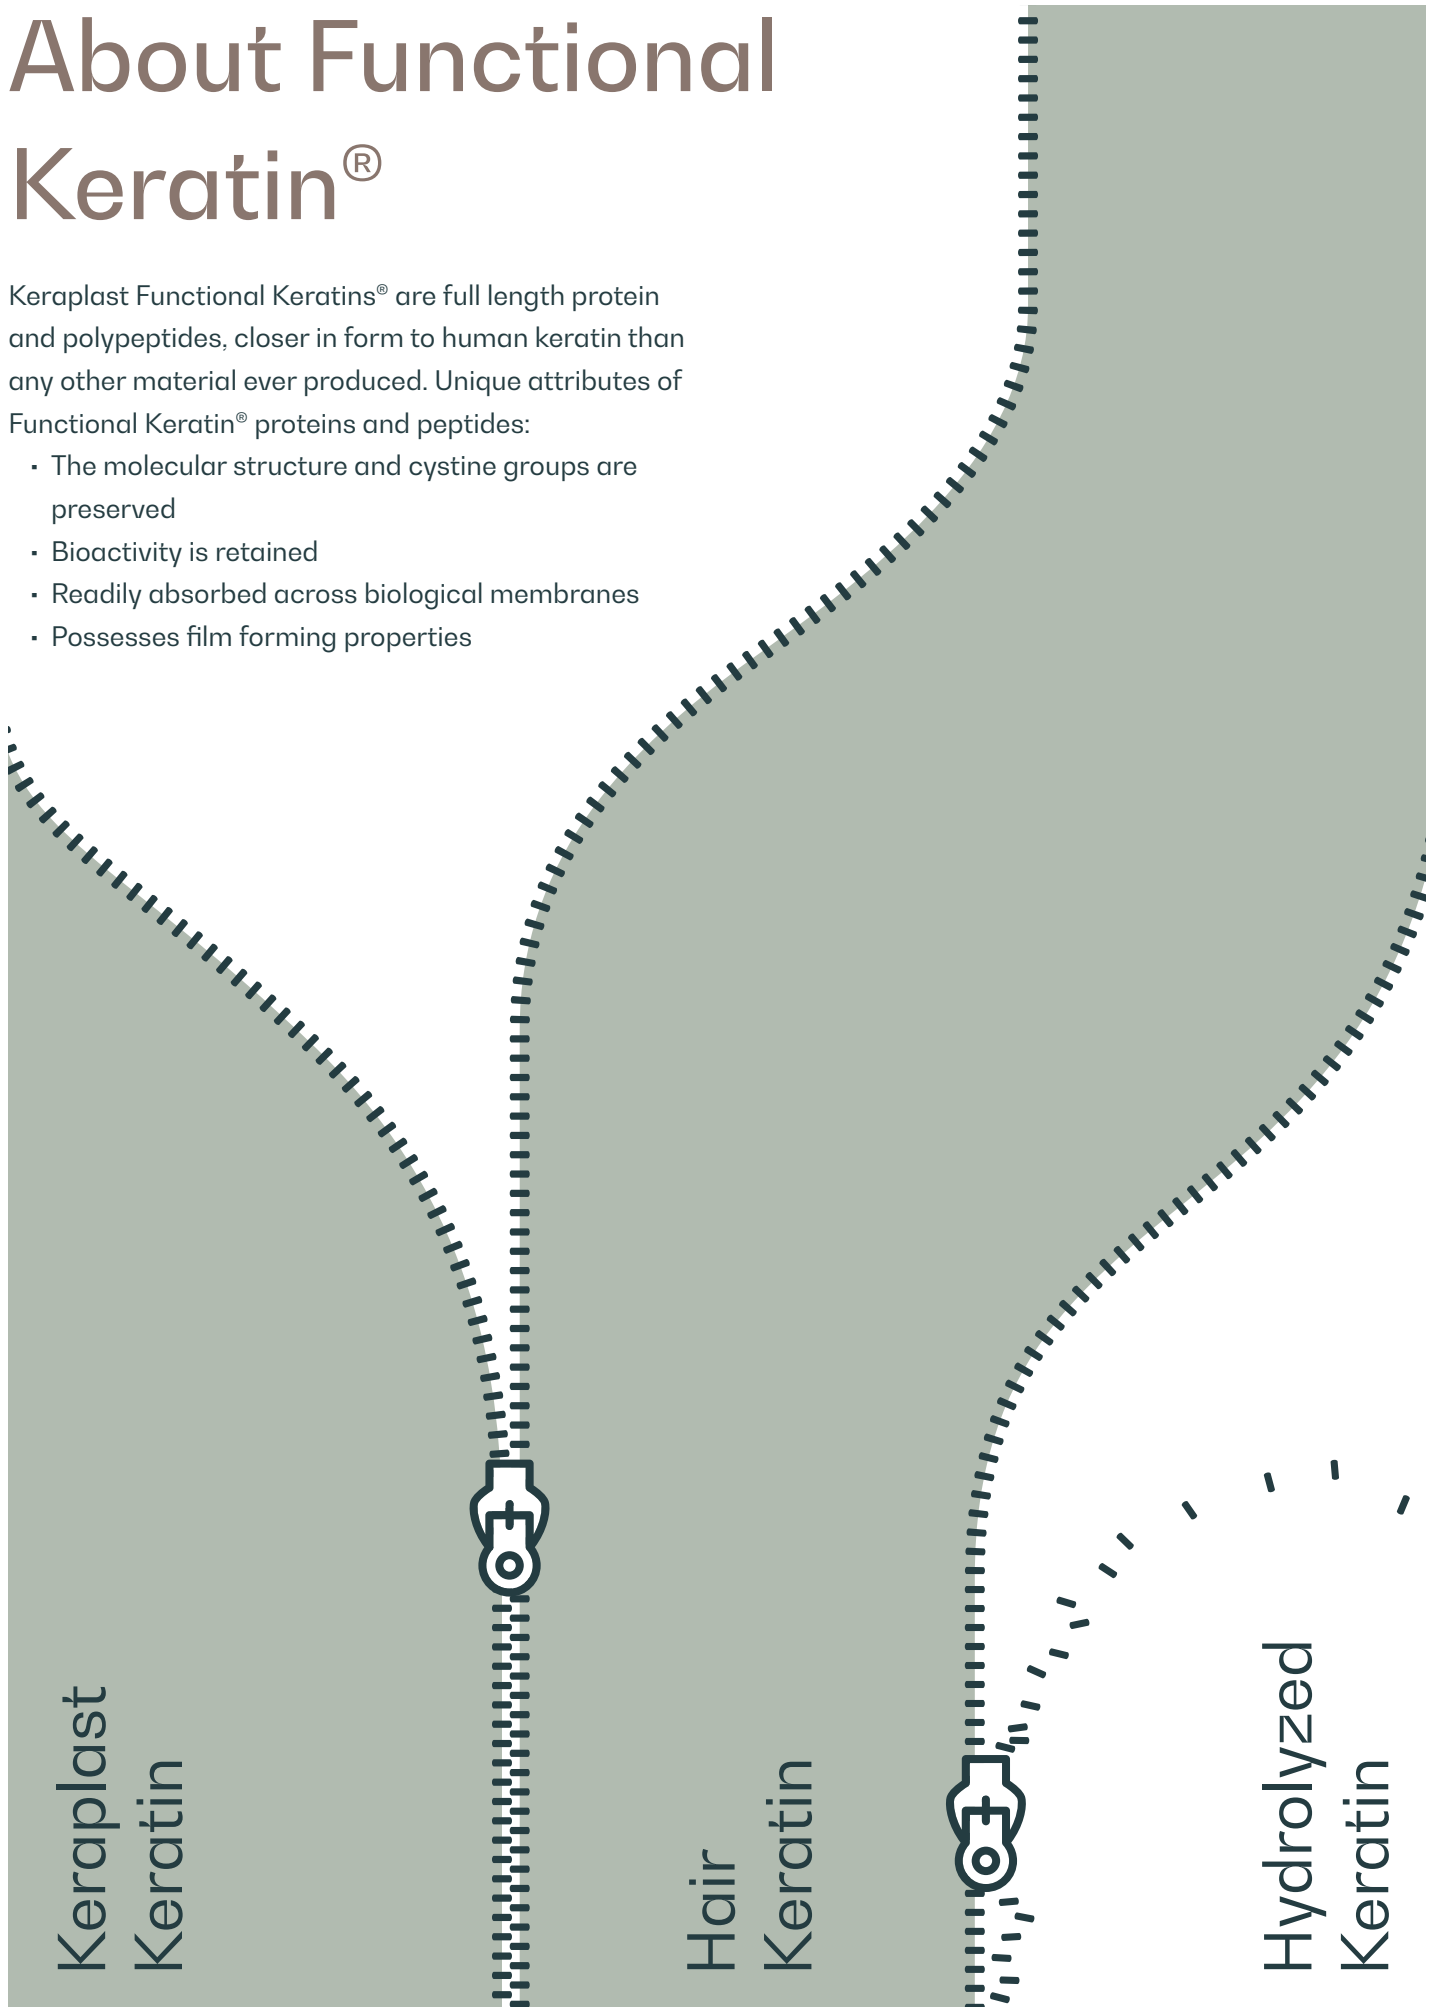 About Functional
Keratin®
Keraplast Functional Keratins® are full length protein
and polypeptides, closer in form to human keratin than
any other material ever produced. Unique attributes of
Functional Keratin® proteins and peptides:
▪ The molecular structure and cystine groups are
preserved
▪ Bioactivity is retained
▪ Readily absorbed across biological membranes
▪ Possesses film forming properties
Keraplast
Keratin
Hair
Keratin
Hydrolyzed
Keratin